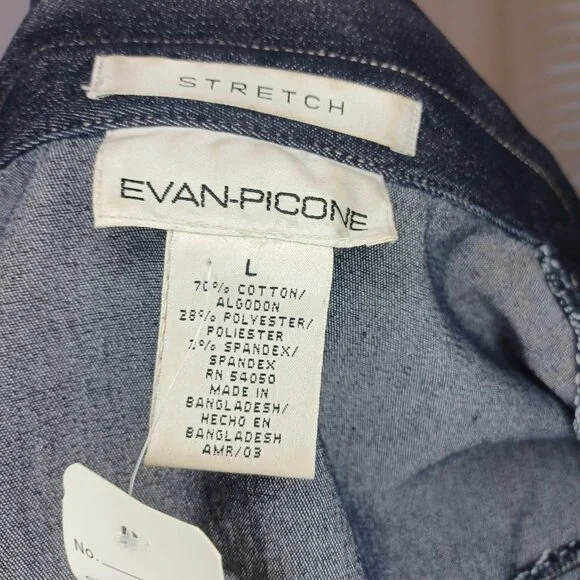 STRETCH
EVAN-PICONE
L
70% COTTON/
ALGODON
28% POLYESTER/
POLIESTER
2% SPANDEX/
SPANDEX
RN 54050
MADE IN
BANGLADESH/
HECHO EN
BANGLADESH
AMR/03
No.